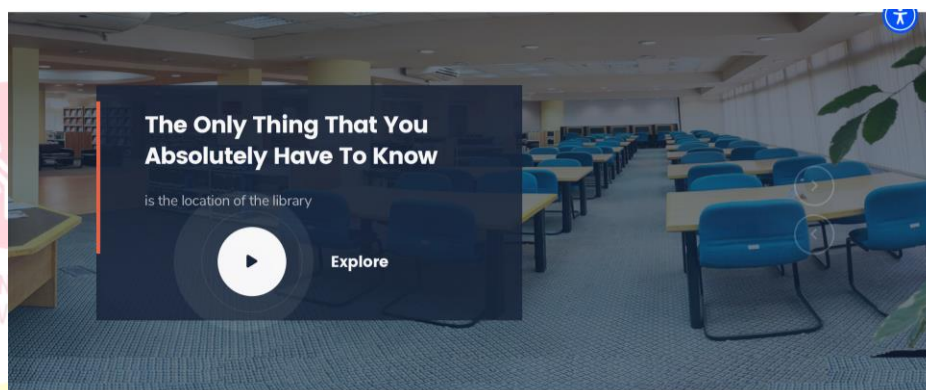 The Only Thing That You
Absolutely Have To Know
is the location of the library
Explore